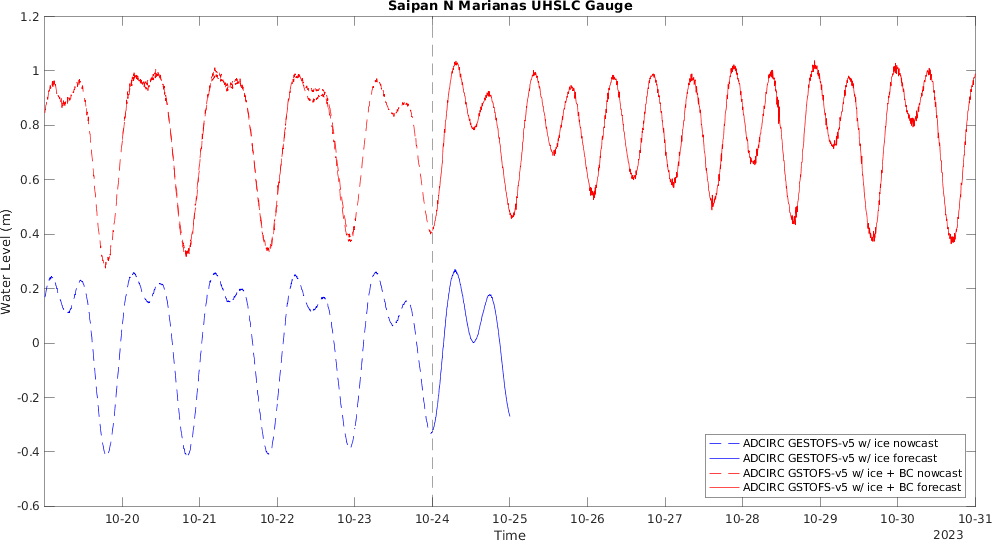 Saipan N Marianas UHSLC Gauge
1.2
1
0.8
0.6
0.4
0.2
0
-0.2
-0.4
-0.6
Water Level (m)
ADCIRC GESTOFS-v5 w/ ice nowcast
ADCIRC GESTOFS-v5 w/ ice forecast
ADCIRC GSTOFS-v5 w/ ice + BC nowcast
ADCIRC GSTOFS-v5 w/ ice + BC forecast
10-20 10-21 10-22 10-23 10-24 10-25 10-26 10-27 10-28 10-29 10-30 10-31
Time
2023